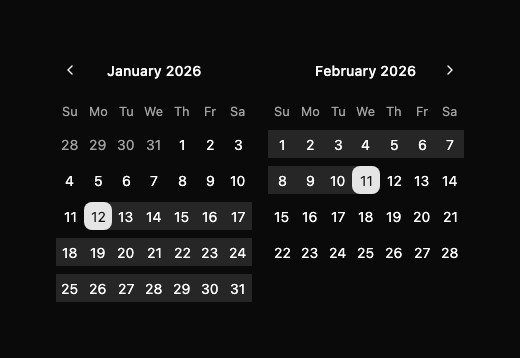 January 2026
Su Mo Tu We Th Fr Sa
28 29 30 31 1 2 3
4 5 6 7 8 9 10
11 12 13 14 15 16 17
18 19 20 21 22 23 24
25 26 27 28 29 30 31
February 2026
Su Mo Tu We Th Fr Sa
1 2 3 4 5 6 7
8 9 10 11 12 13 14
15 16 17 18 19 20 21
22 23 24 25 26 27 28